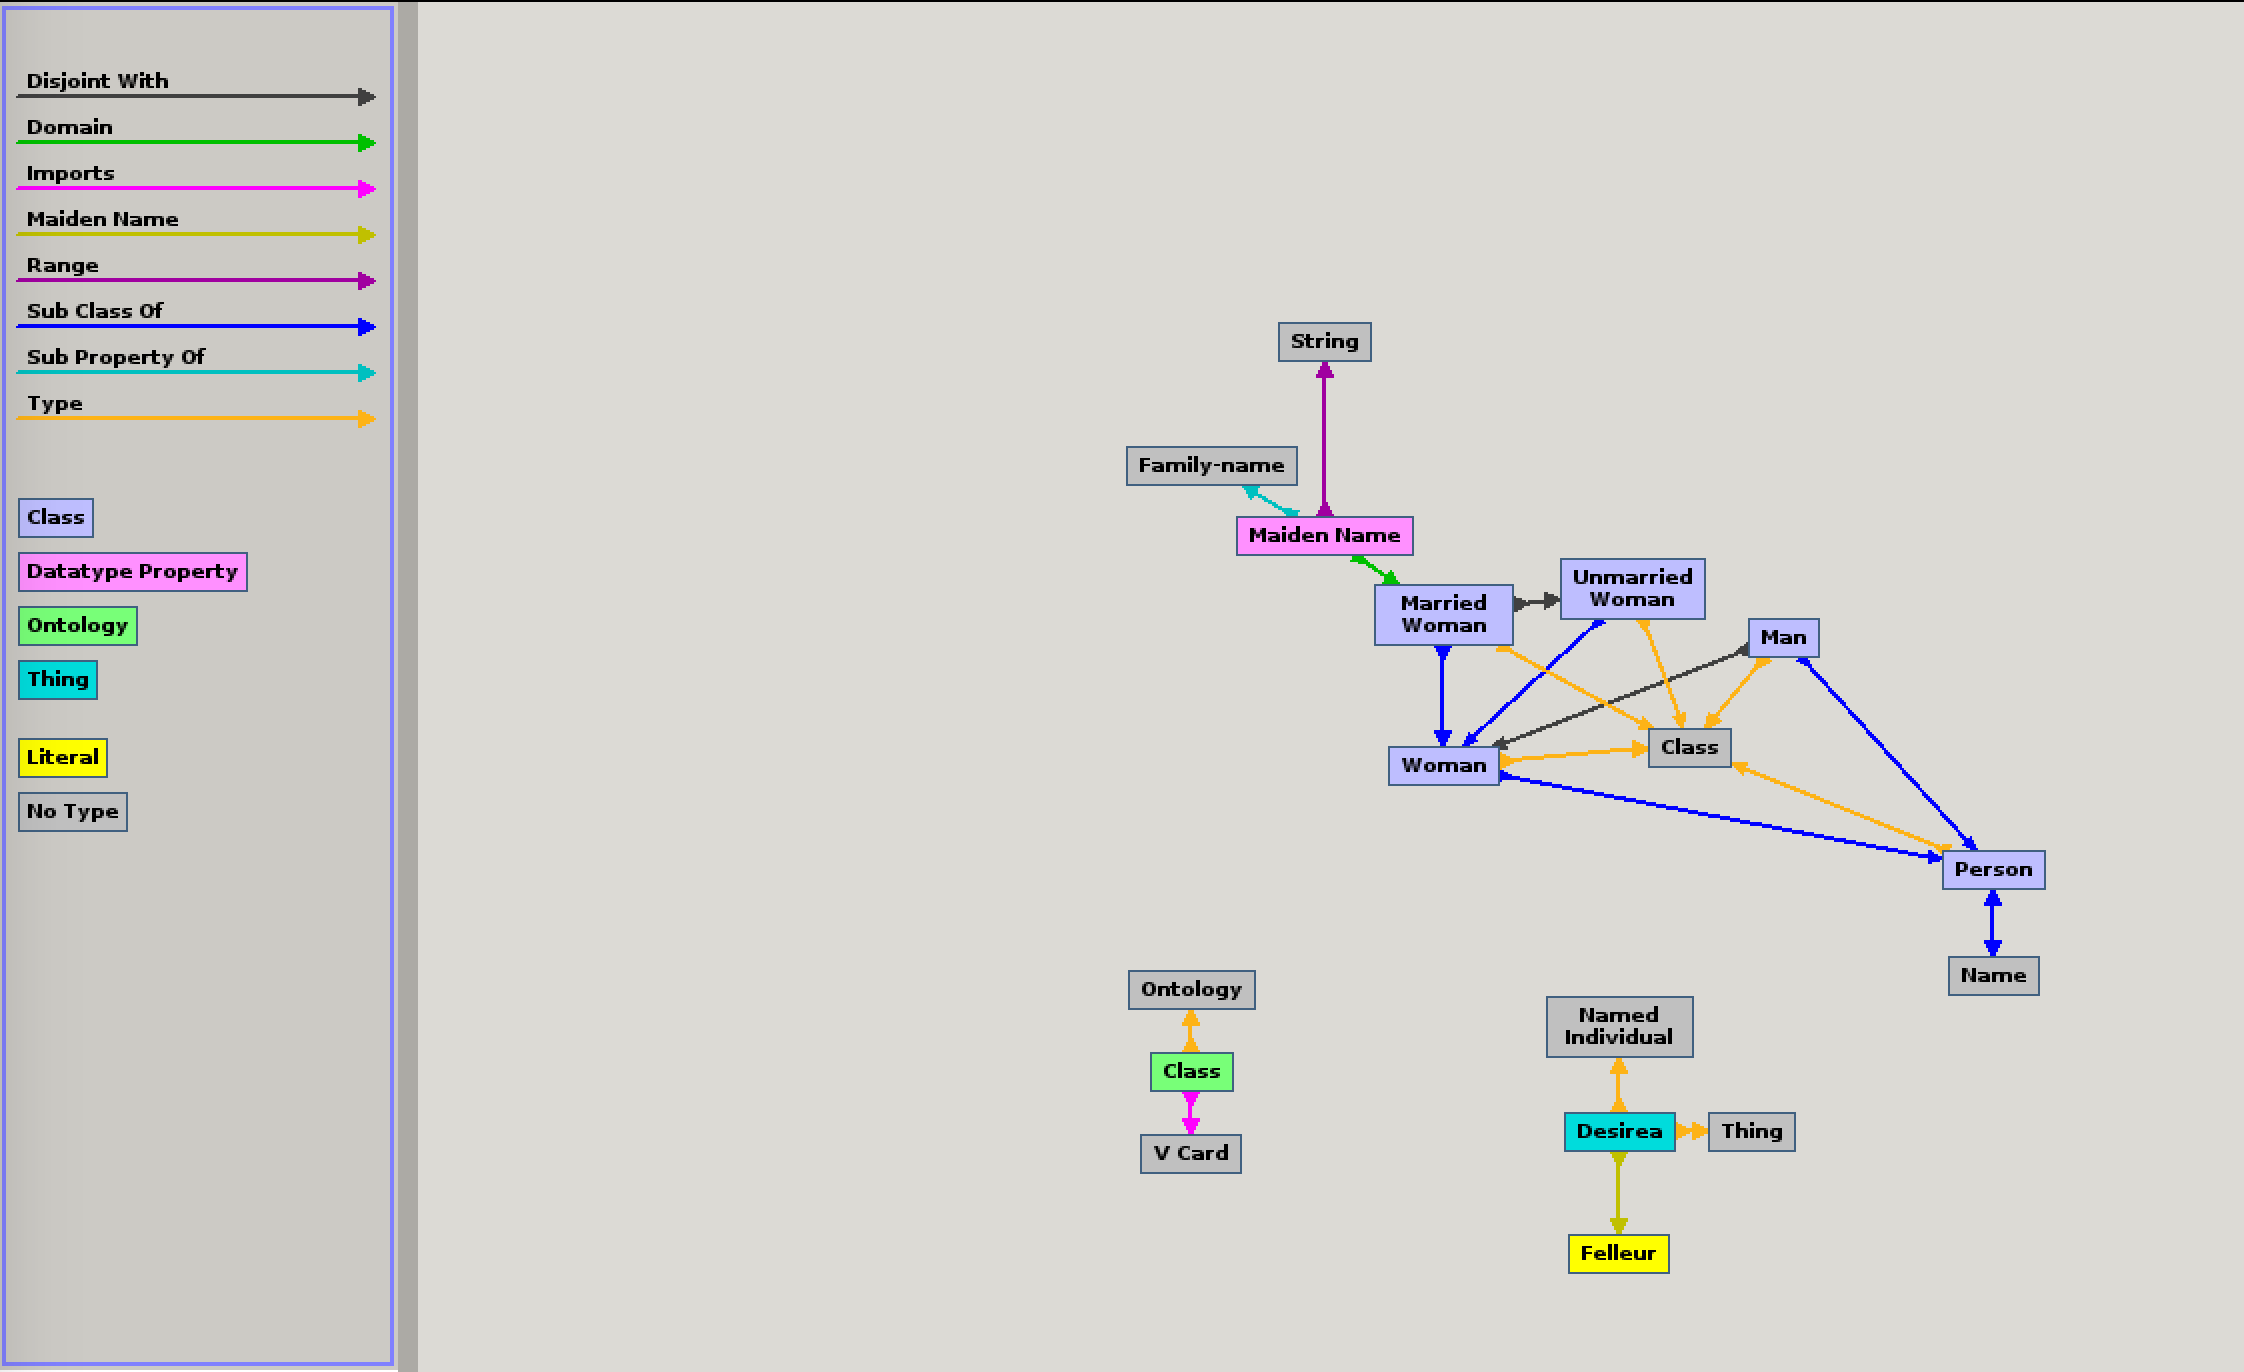 Disjoint With
Domain
Imports
Maiden Name
Range
Sub Class Of
Sub Property Of
Type
Class
Datatype Property
Ontology
Thing
Literal
No Type
String
Family-name
Maiden Name
Married
Woman
Unmarried
Woman
Man
Woman
Class
Person
Name
Ontology
Class
V Card
Named
Individual
Desirea
Thing
Felleur